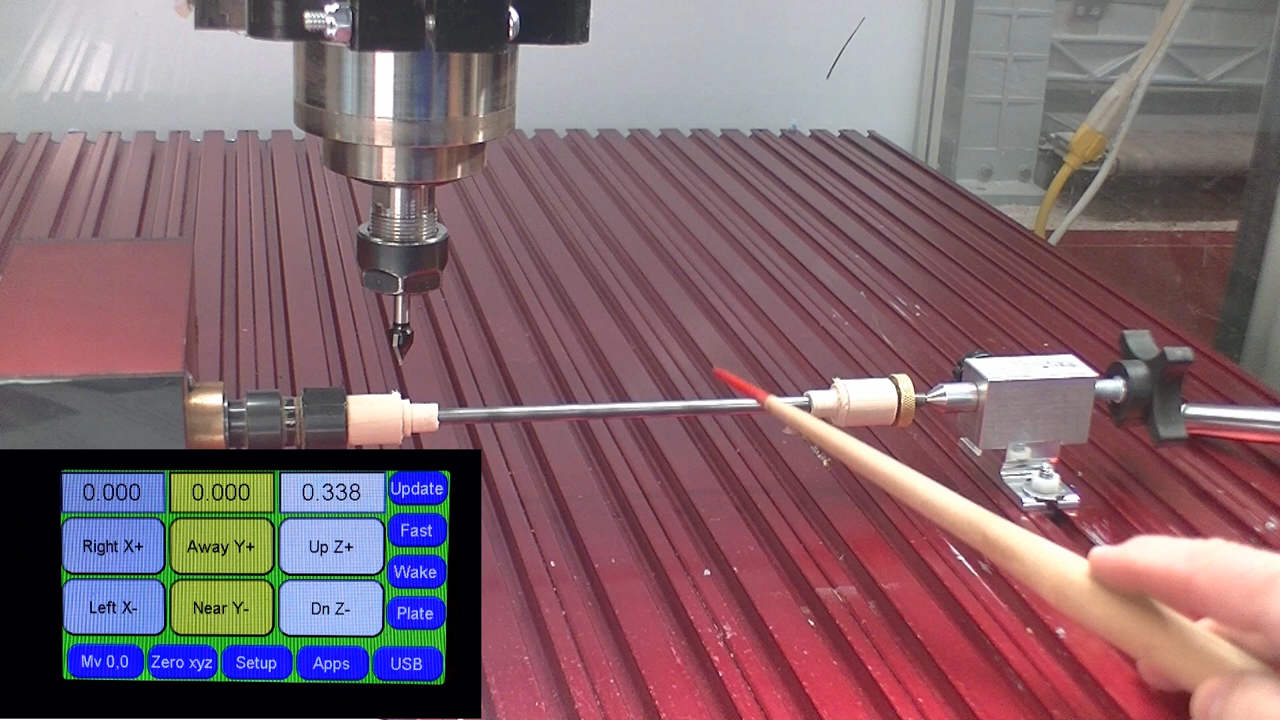 0.000 0.000 0.338 Update
Right X+ Away Y+ Up Z+ Fast
Wake
Left X- Near Y- Dn Z- Plate
Mv 0,0 Zero xyz Setup Apps USB